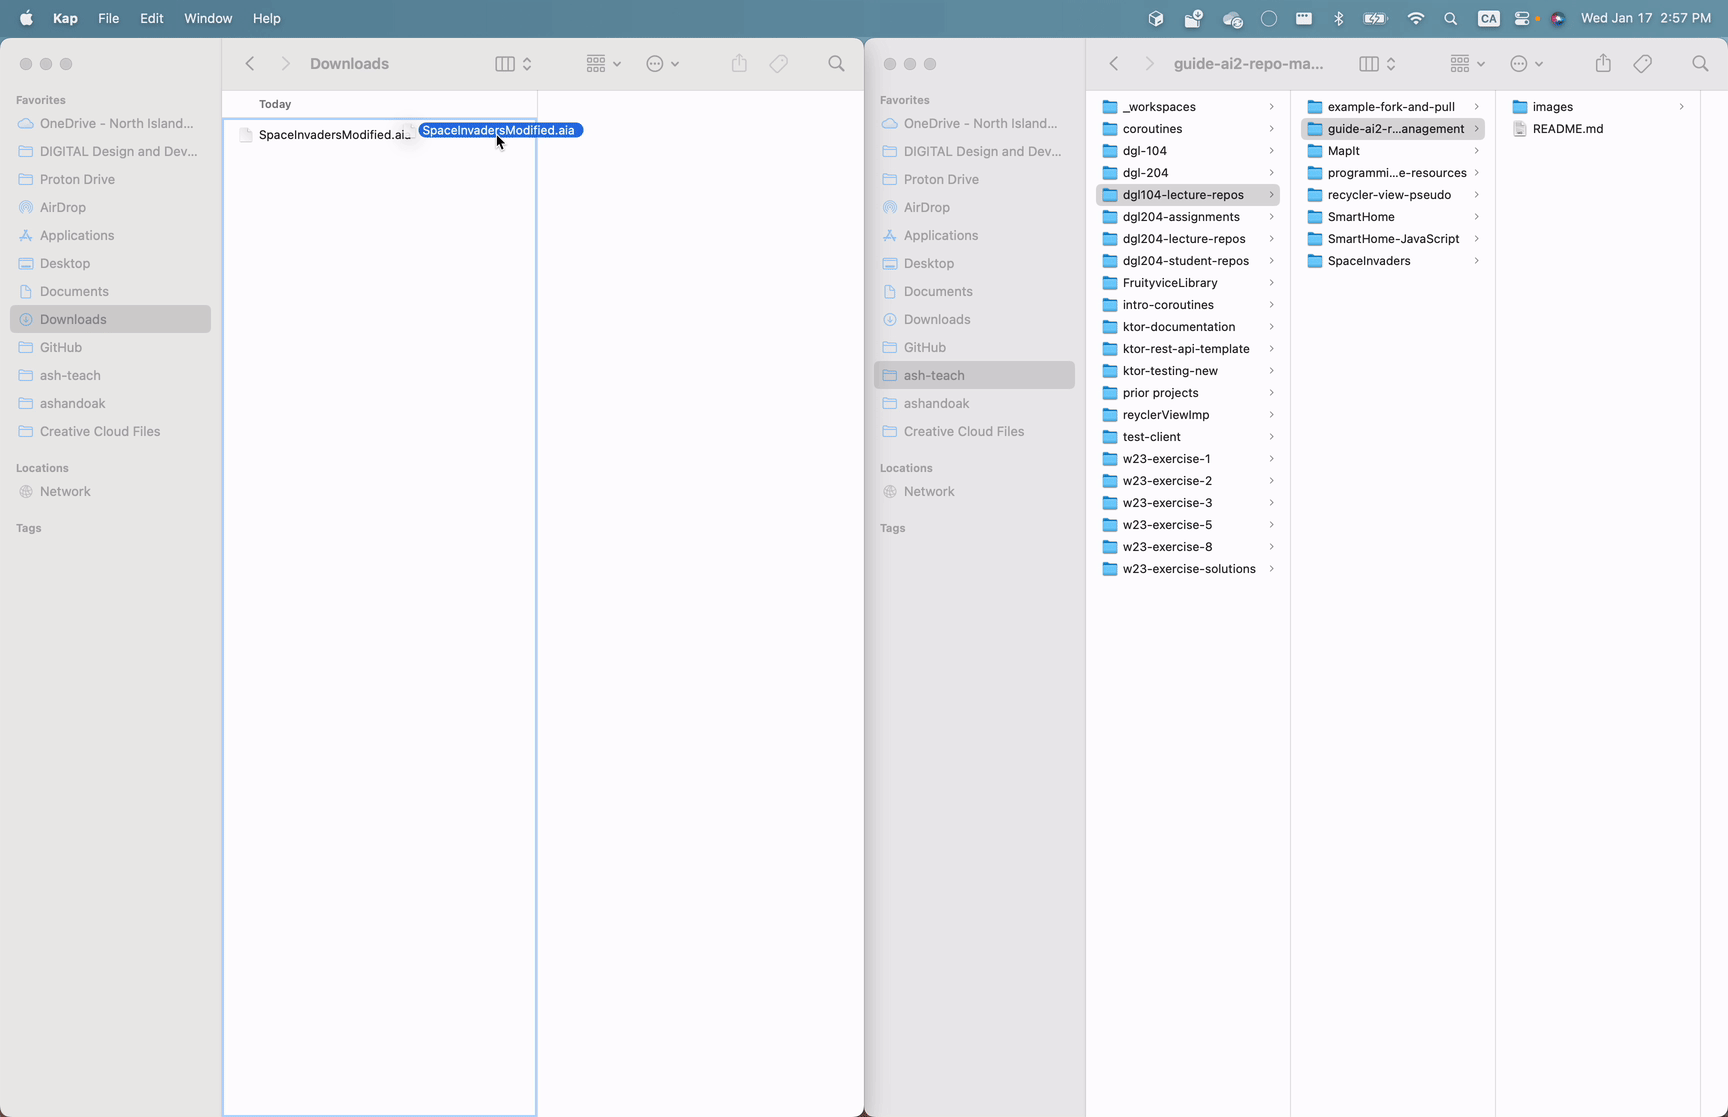 Kap File Edit Window Help
CA
Wed Jan 17 2:57 PM
Favorites
OneDrive - North Island...
DIGITAL Design and Dev...
Proton Drive
AirDrop
Applications
Desktop
Documents
Downloads
GitHub
ash-teach
ashandoak
Creative Cloud Files
Locations
Network
Tags
Downloads
Today
SpaceInvadersModified.aia
SpaceInvadersModified.aia
Favorites
OneDrive - North Island...
DIGITAL Design and Dev...
Proton Drive
AirDrop
Applications
Desktop
Documents
Downloads
GitHub
ash-teach
ashandoak
Creative Cloud Files
Locations
Network
Tags
guide-ai2-repo-ma...
_workspaces
coroutines
dgl-104
dgl-204
dgl104-lecture-repos
dgl204-assignments
dgl204-lecture-repos
dgl204-student-repos
FruityviceLibrary
intro-coroutines
ktor-documentation
ktor-rest-api-template
ktor-testing-new
prior projects
reyclerViewImp
test-client
w23-exercise-1
w23-exercise-2
w23-exercise-3
w23-exercise-5
w23-exercise-8
w23-exercise-solutions
example-fork-and-pull
guide-ai2-r...anagement
MapIt
programmi...e-resources
recycler-view-pseudo
SmartHome
SmartHome-JavaScript
SpaceInvaders
images
README.md